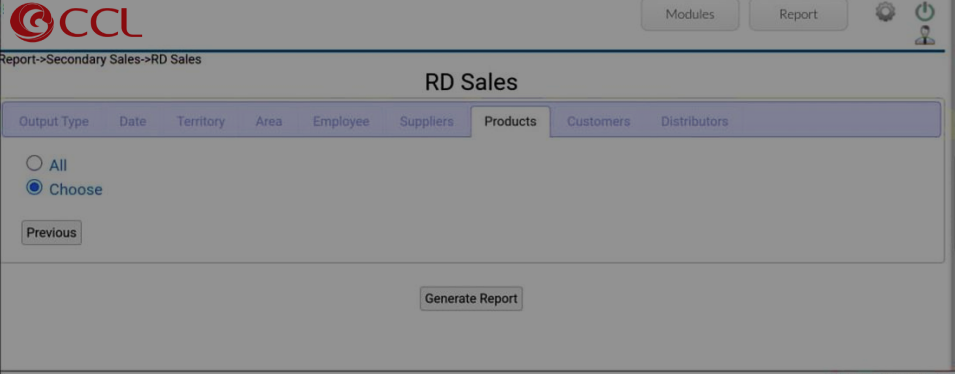 CCL
Modules Report
Report->Secondary Sales->RD Sales
RD Sales
Output Type Date Territory Area Employee Suppliers Products Customers Distributors
All
Choose
Previous
Generate Report